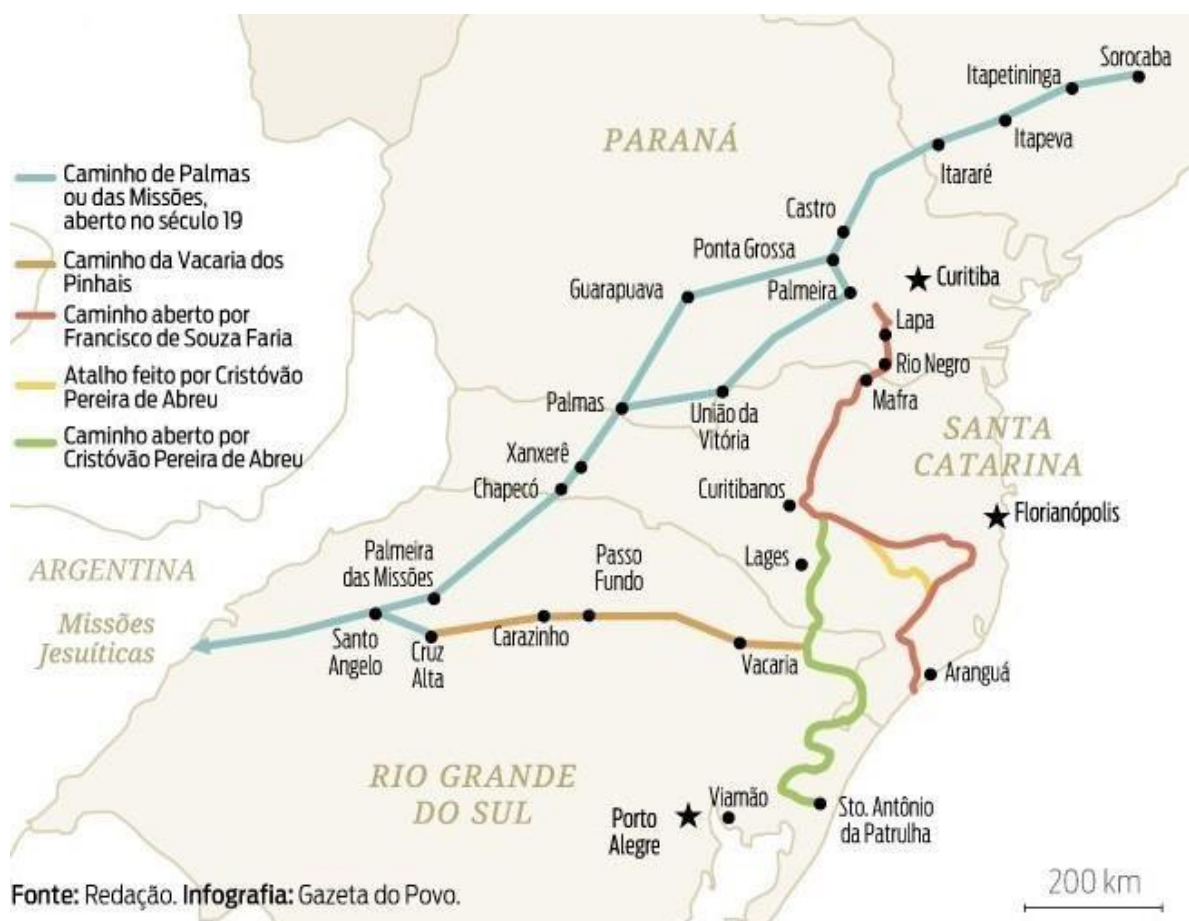 Sorocaba
Itapetininga
Itapeva
PARANÁ
Itararé
Caminho de Palmas
ou das Missões,
aberto no século 19
Castro
Ponta Grossa
Caminho da Vacaria dos
Pinhais
Guarapuava
Palmeira
Curitiba
Caminho aberto por
Francisco de Souza Faria
Lapa
Rio Negro
Atalho feito por Cristóvão
Pereira de Abreu
Mafra
Palmas
União da
Vitória
SANTA
CATARINA
Caminho aberto por
Cristóvão Pereira de Abreu
Xanxerê
Chapecó
Curitibanos
Florianópolis
ARGENTINA
Missões
Jesuíticas
Palmeira
das Missões
Passo
Fundo
Lages
Santo
Angelo
Cruz
Alta
Carazinho
Vacaria
Aranguá
RIO GRANDE
DO SUL
Porto
Alegre
Viamão
Sto. Antônio
da Patrulha
200 km
Fonte: Redação. Infografia: Gazeta do Povo.